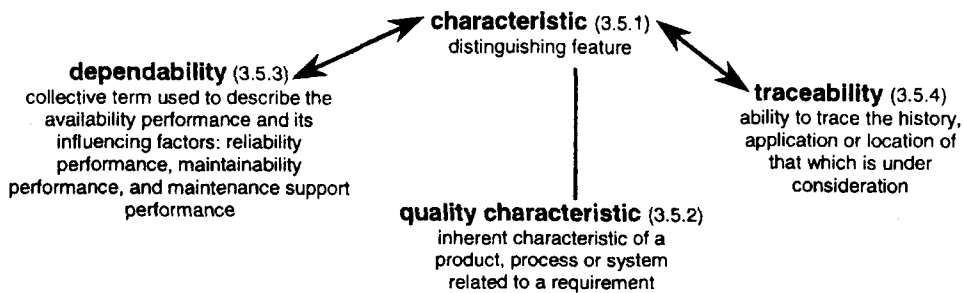 characteristic (3.5.1)
distinguishing feature
dependability (3.5.3)
collective term used to describe the
availability performance and its
influencing factors: reliability
performance, maintainability
performance, and maintenance support
performance
traceability (3.5.4)
ability to trace the history,
application or location of
that which is under
consideration
quality characteristic (3.5.2)
inherent characteristic of a
product, process or system
related to a requirement